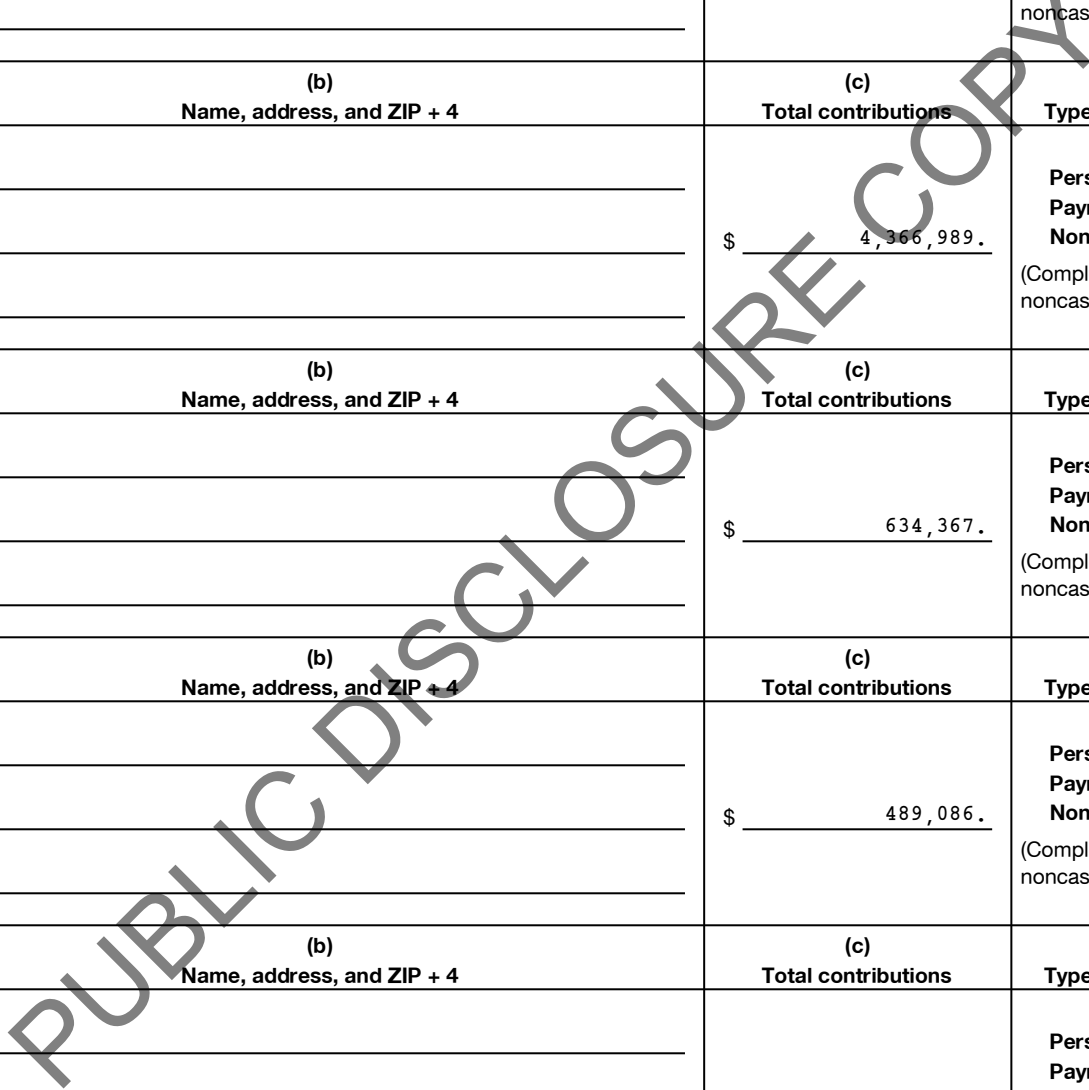 noncas
(b) (c)
Name, address, and ZIP + 4 Total contributions Type
Pers
Payr
$ 4,366,989. Non
(Compl
noncas
(b) (c)
Name, address, and ZIP + 4 Total contributions Type
Pers
Payr
$ 634,367. Non
(Compl
noncas
(b) (c)
Name, address, and ZIP + 4 Total contributions Type
Pers
Payr
$ 489,086. Non
(Compl
noncas
(b) (c)
Name, address, and ZIP + 4 Total contributions Type
Pers
Payr
PUBLIC DISCLOSURE COPY